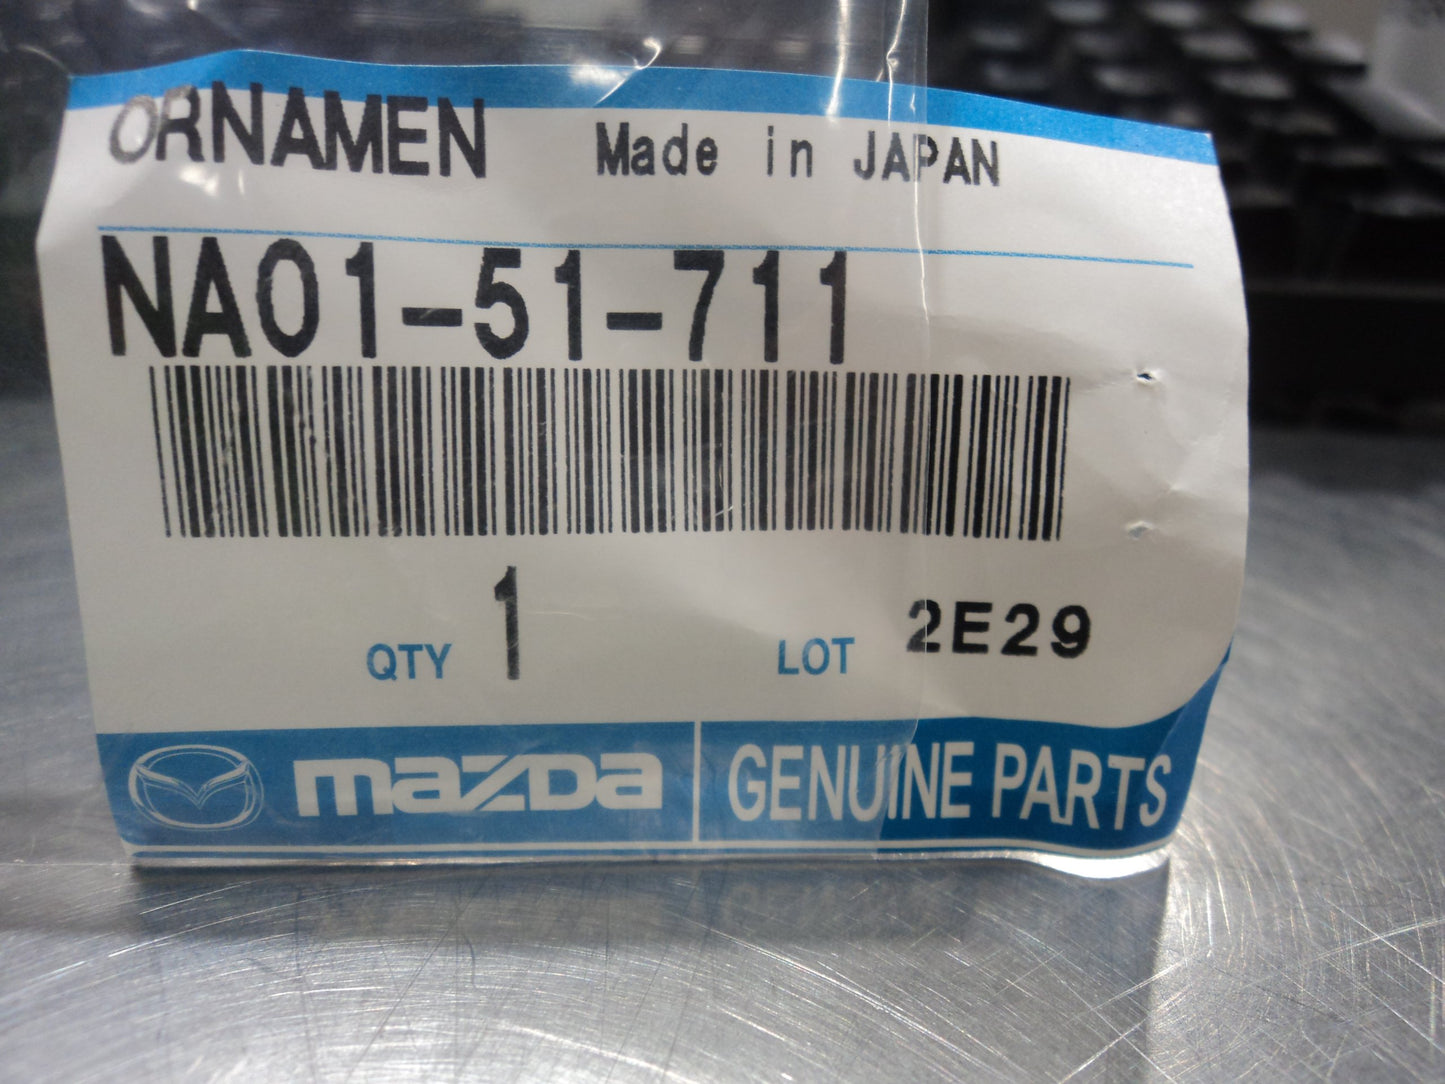 ORNAMEN Made in JAPAN
NA01-51-711
QTY 1 LOT 2E29
mazda GENUINE PARTS